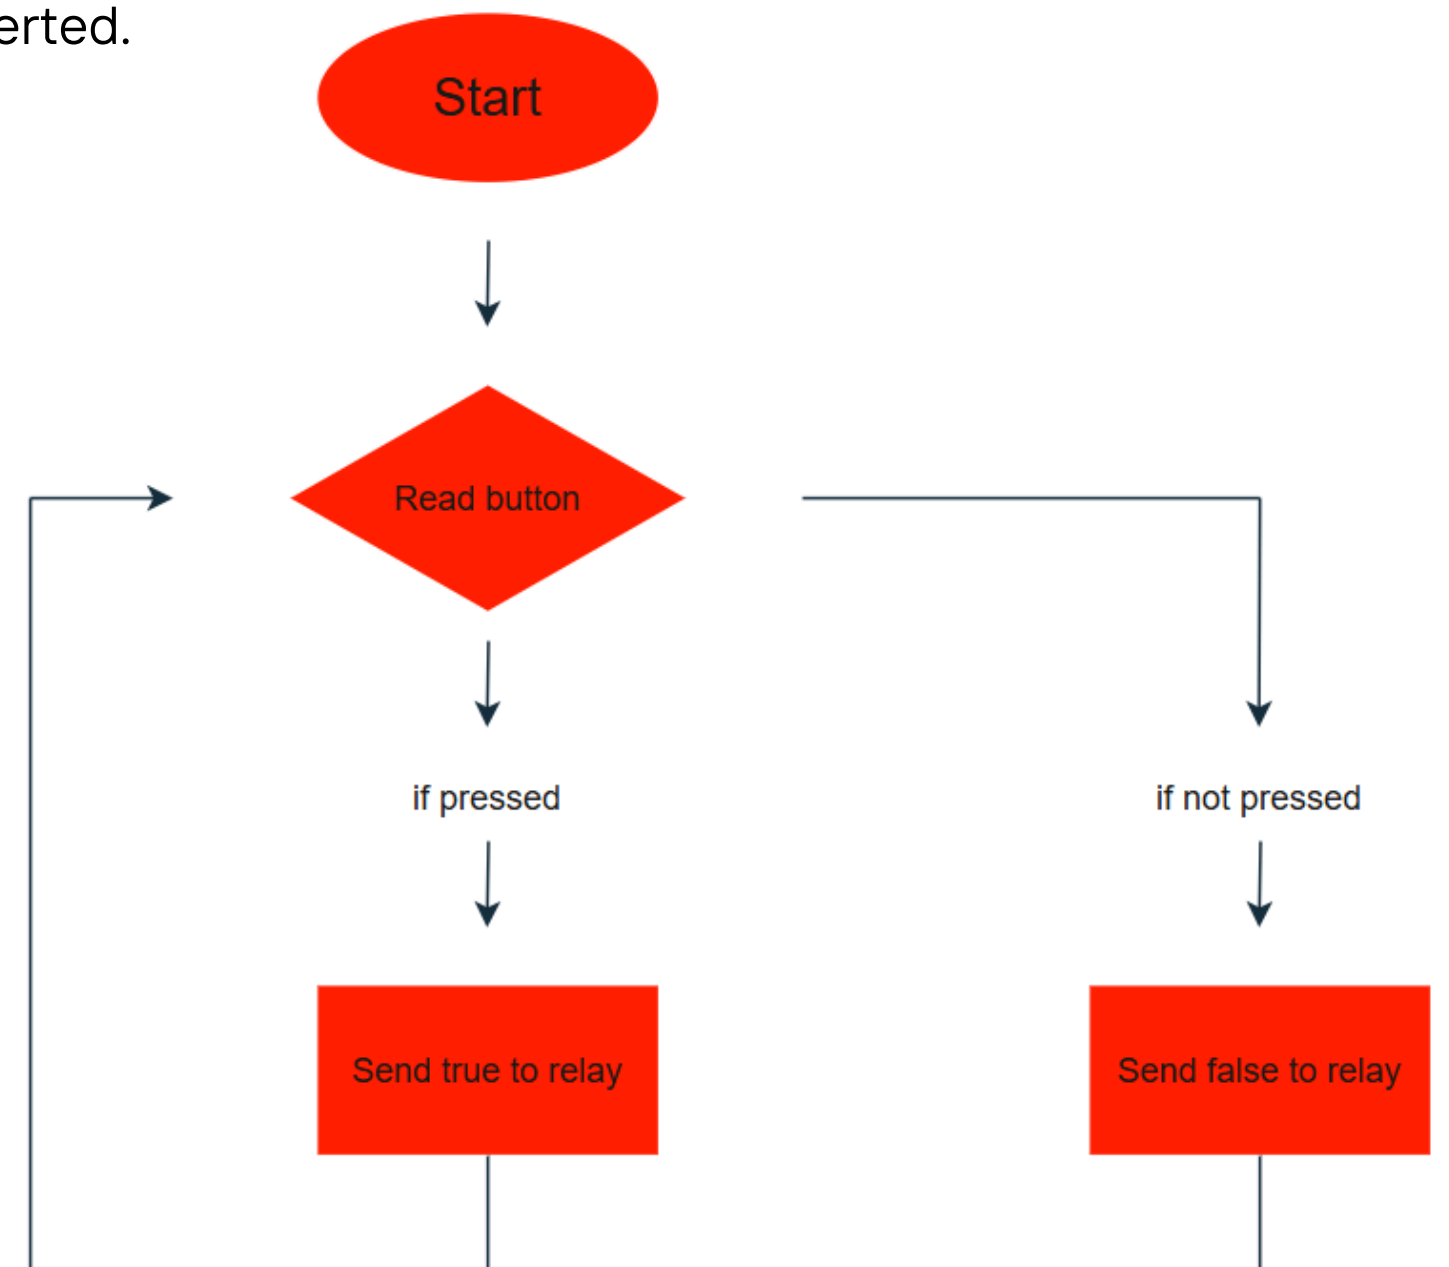 erted.
Start
Read button
if pressed
if not pressed
Send true to relay
Send false to relay